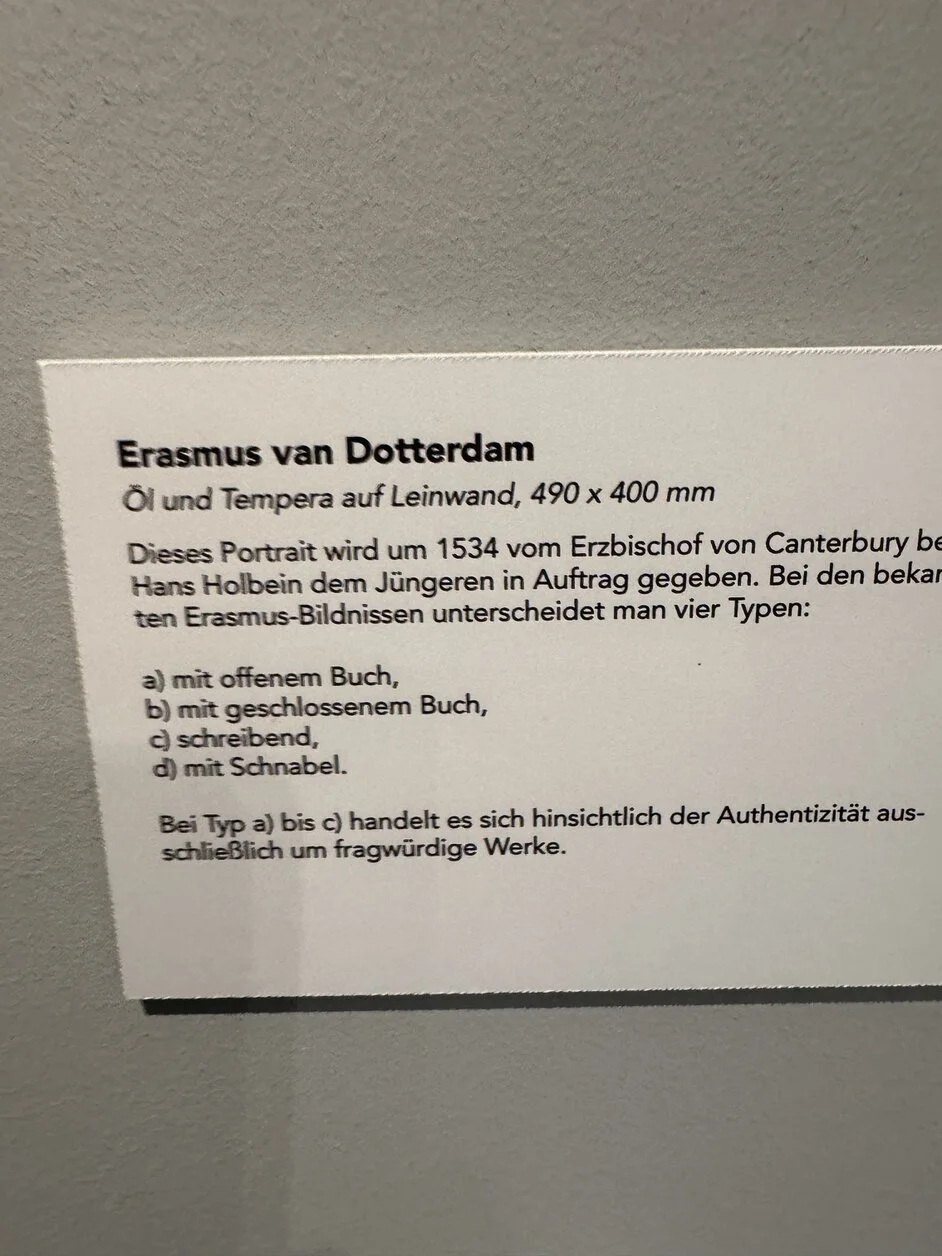 Erasmus van Dotterdam
Öl und Tempera auf Leinwand, 490 x 400 mm
Dieses Portrait wird um 1534 vom Erzbischof von Canterbury be
Hans Holbein dem Jüngeren in Auftrag gegeben. Bei den bekan
ten Erasmus-Bildnissen unterscheidet man vier Typen:
a) mit offenem Buch,
b) mit geschlossenem Buch,
c) schreibend,
d) mit Schnabel.
Bei Typ a) bis c) handelt es sich hinsichtlich der Authentizität aus-
schließlich um fragwürdige Werke.